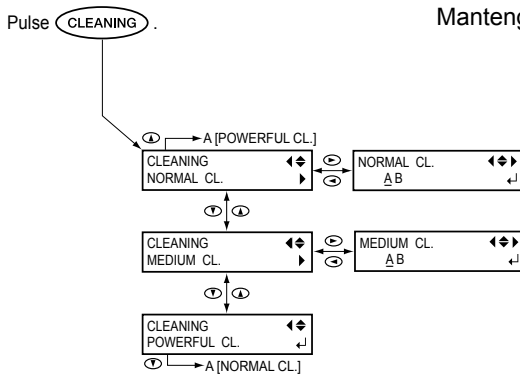 Pulse CLEANING .
Manteng
A [POWERFUL CL.]
CLEANING
NORMAL CL.
NORMAL CL.
A B
CLEANING
MEDIUM CL.
MEDIUM CL.
A B
CLEANING
POWERFUL CL.
A [NORMAL CL.]